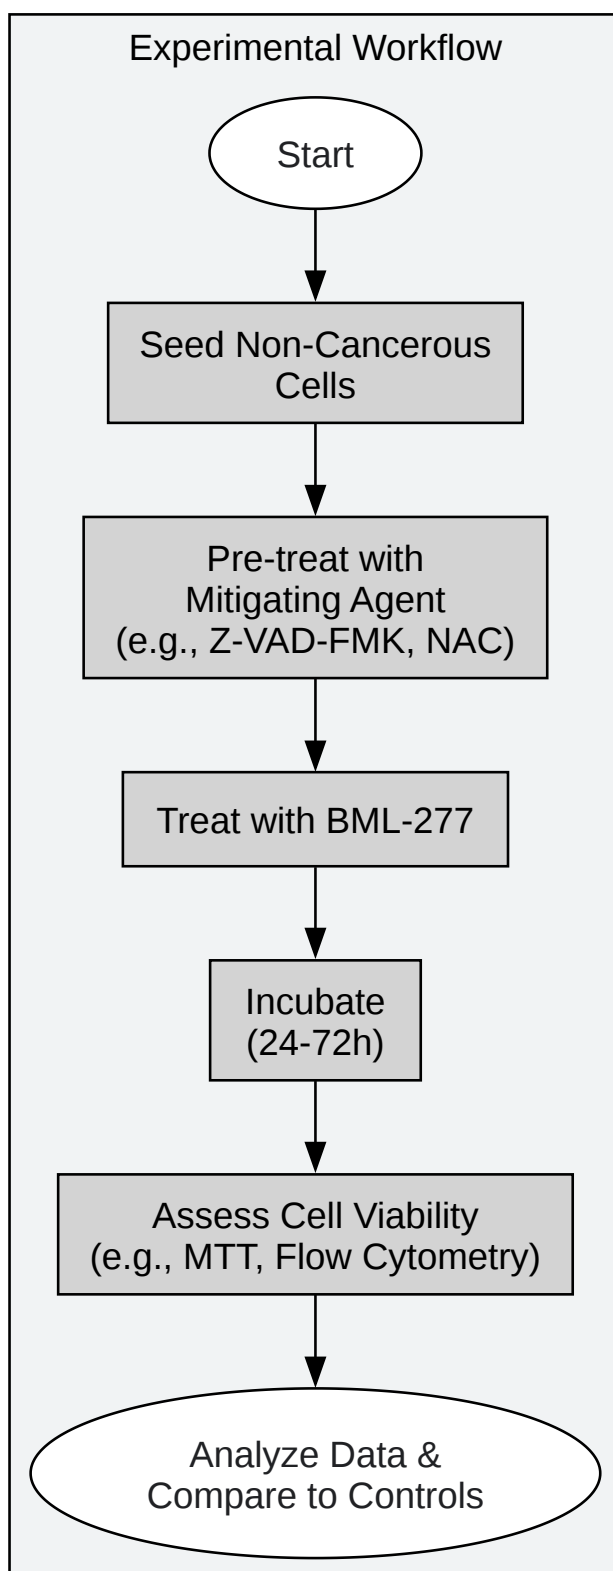 Experimental Workflow
Start
Seed Non-Cancerous
Cells
Pre-treat with
Mitigating Agent
(e.g., Z-VAD-FMK, NAC)
Treat with BML-277
Incubate
(24-72h)
Assess Cell Viability
(e.g., MTT, Flow Cytometry)
Analyze Data &
Compare to Controls